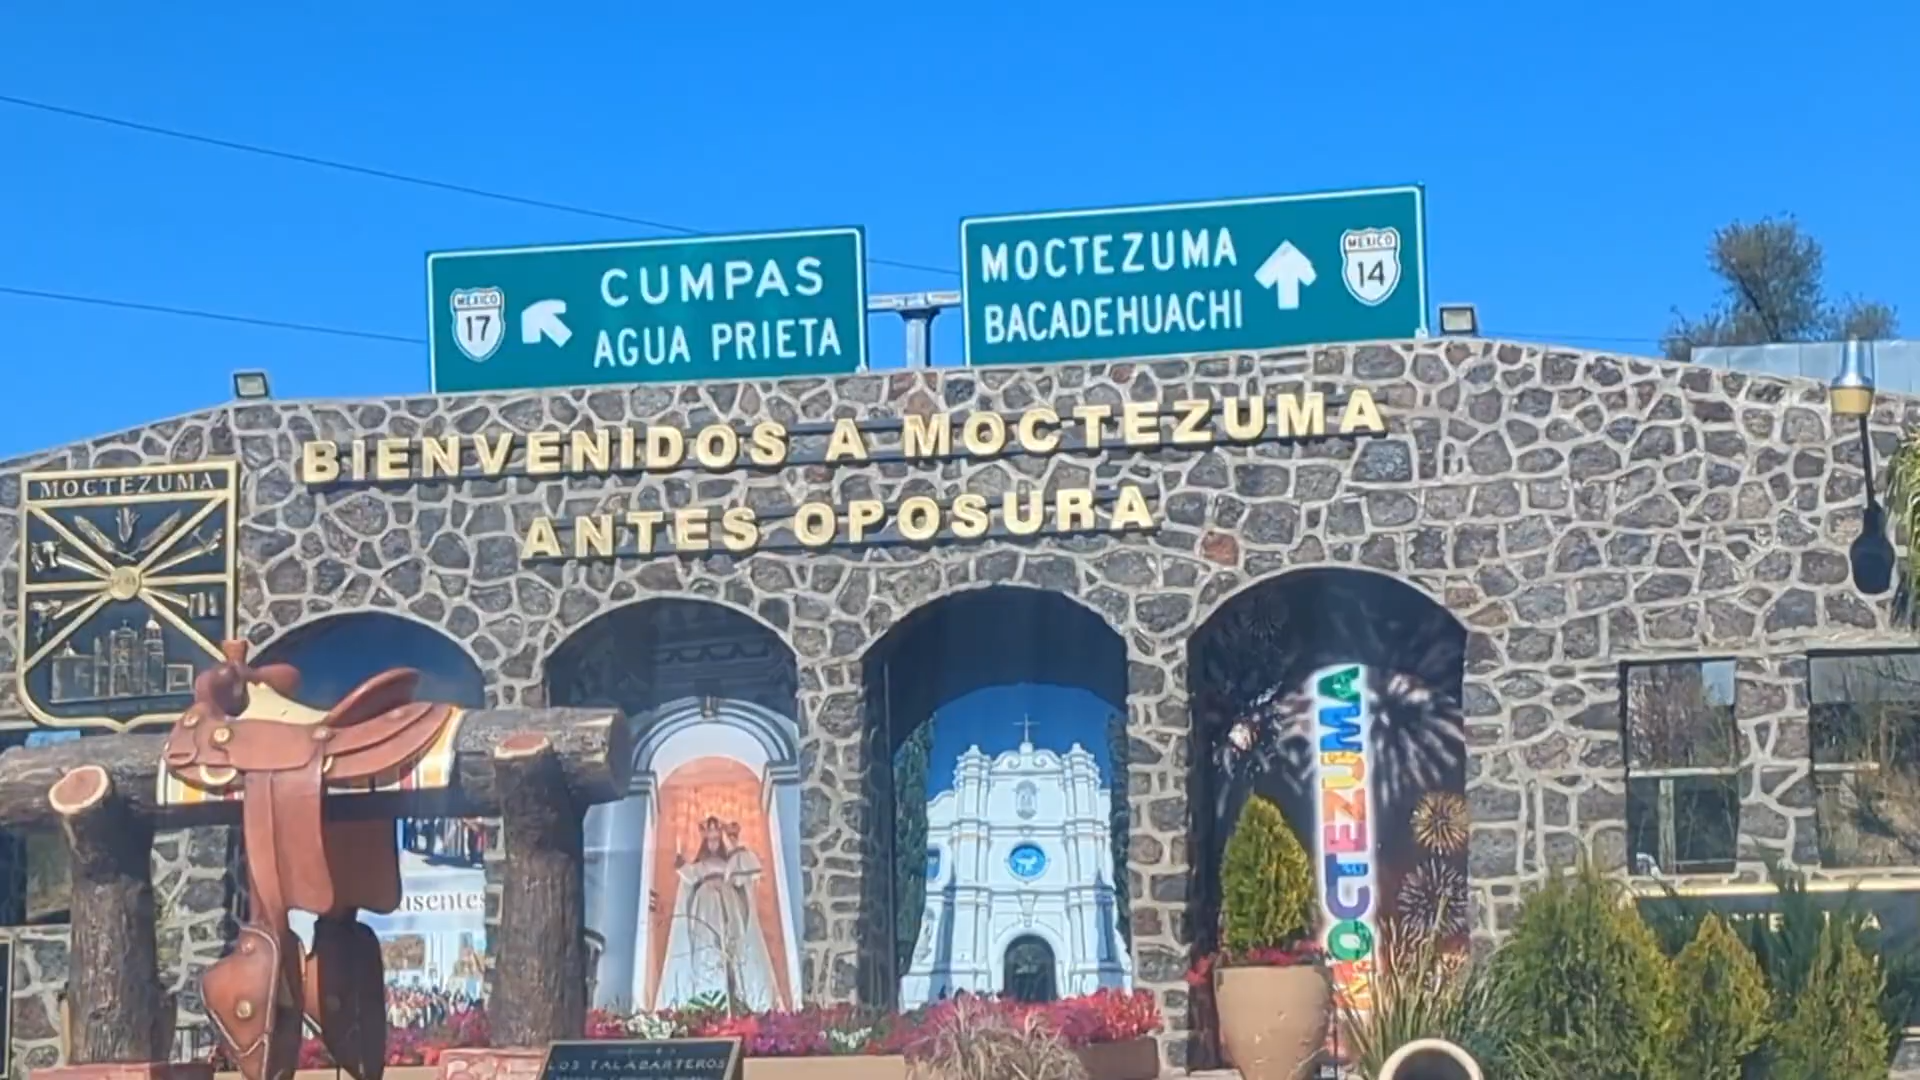 CUMPAS
AGUA PRIETA
MEXICO
17
MOCTEZUMA
BACADEHUACHI
MEXICO
14
BIENVENIDOS A MOCTEZUMA
ANTES OPOSURA
MOCTEZUMA
MOCTEZUMA
LOS TALABARTEROS